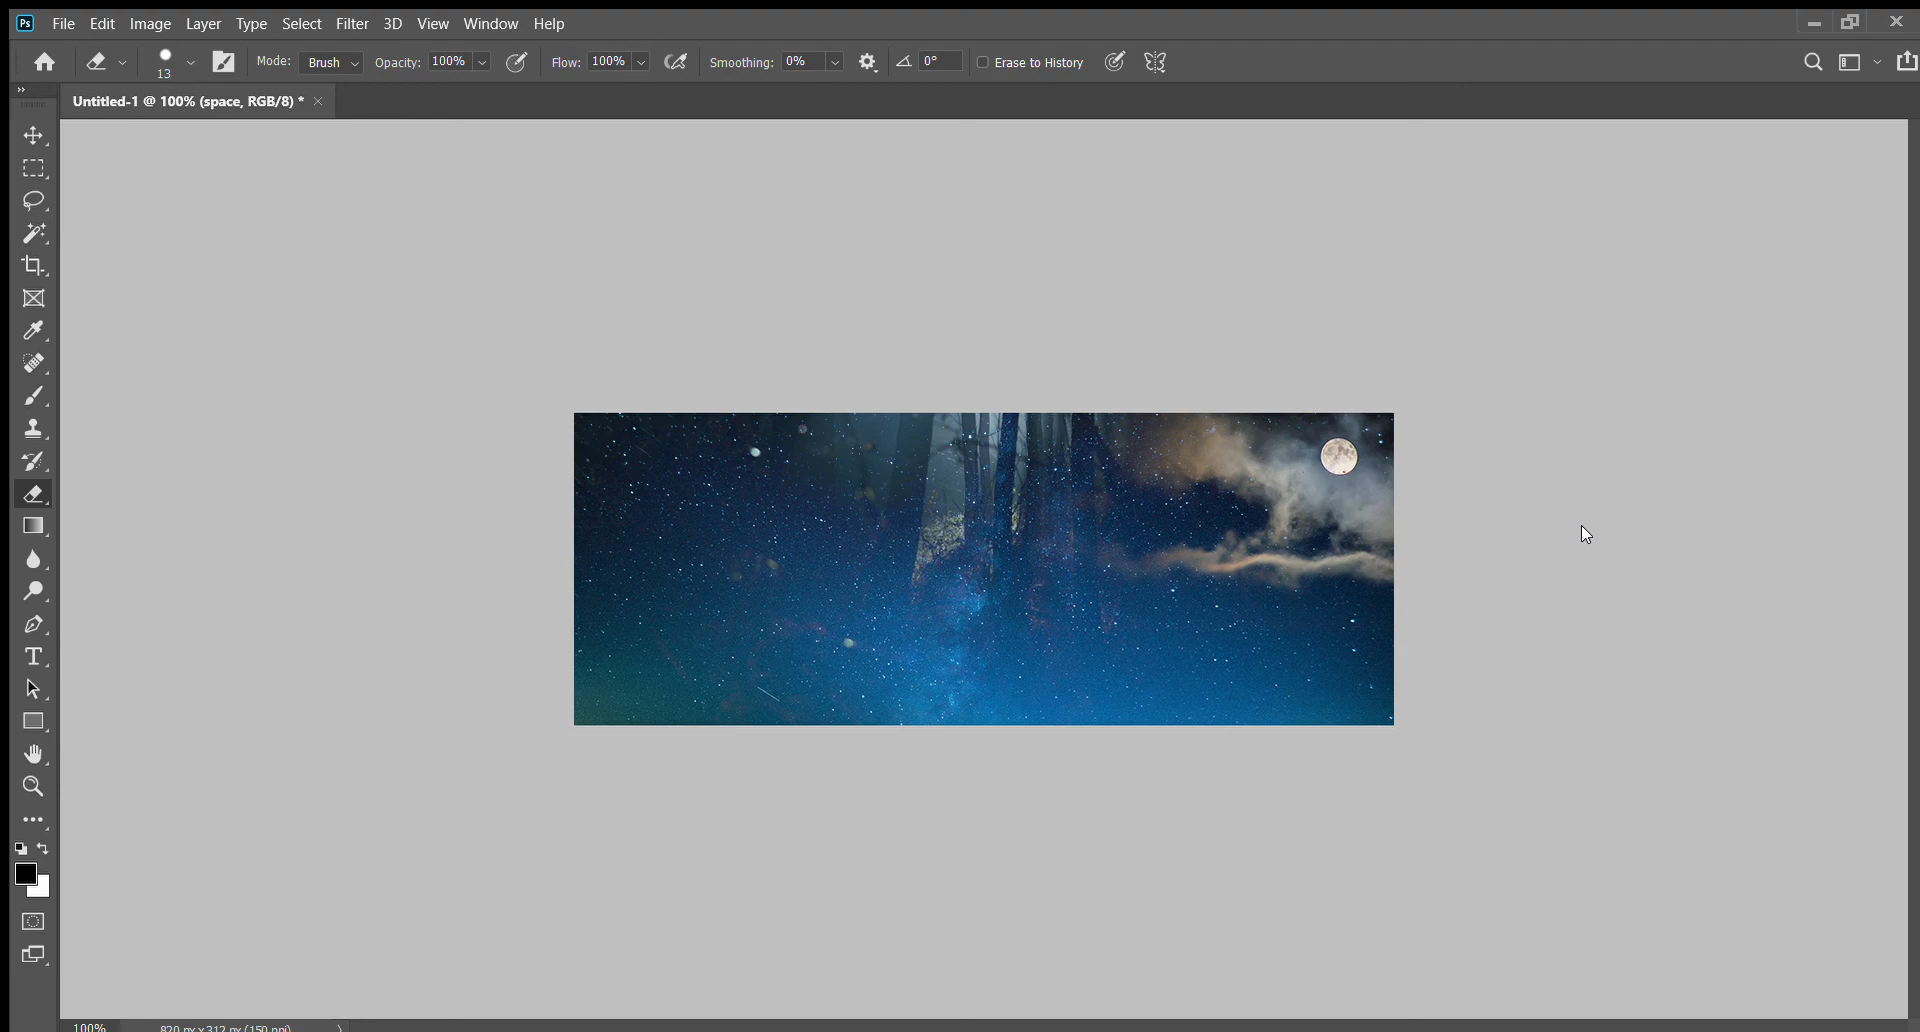 Ps File Edit Image Layer Type Select Filter 3D View Window Help
13 Mode: Brush Opacity: 100% Flow: 100% Smoothing: 0% 0° Erase to History
Untitled-1 @ 100% (space, RGB/8) *
T
100% 820 px x 312 px (150 ppi)